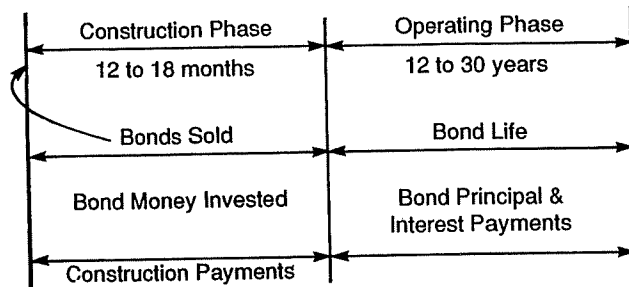 Construction Phase
Operating Phase
12 to 18 months
12 to 30 years
Bonds Sold
Bond Life
Bond Money Invested
Bond Principal &
Interest Payments
Construction Payments